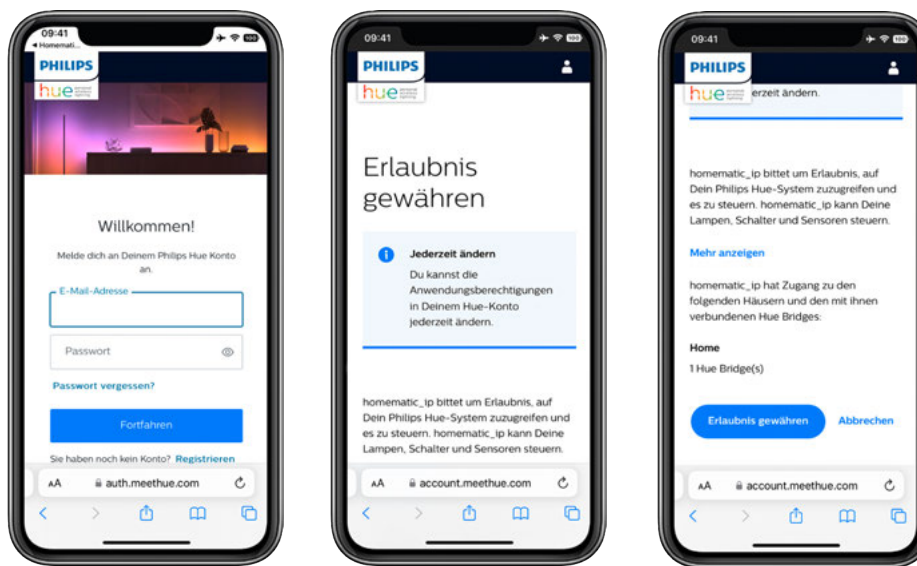 09:41
Homemati...
100
PHILIPS
hue
Willkommen!
Melde dich an Deinem Philips Hue Konto
an.
E-Mail-Adresse
Passwort
Passwort vergessen?
Fortfahren
Sie haben noch kein Konto? Registrieren
AA auth.meethue.com
09:41
100
PHILIPS
hue
Erlaubnis
gewähren
Jederzeit ändern
Du kannst die
Anwendungsberechtigungen
in Deinem Hue-Konto
jederzeit ändern.
homematic_ip bittet um Erlaubnis, auf
Dein Philips Hue-System zuzugreifen und
es zu steuern. homematic_ip kann Deine
Lampen, Schalter und Sensoren steuern.
AA account.meethue.com
09:41
100
PHILIPS
hue
erzeit ändern.
homematic_ip bittet um Erlaubnis, auf
Dein Philips Hue-System zuzugreifen und
es zu steuern. homematic_ip kann Deine
Lampen, Schalter und Sensoren steuern.
Mehr anzeigen
homematic_ip hat Zugang zu den
folgenden Häusern und den mit ihnen
verbundenen Hue Bridges:
Home
1 Hue Bridge(s)
Erlaubnis gewähren Abbrechen
AA account.meethue.com